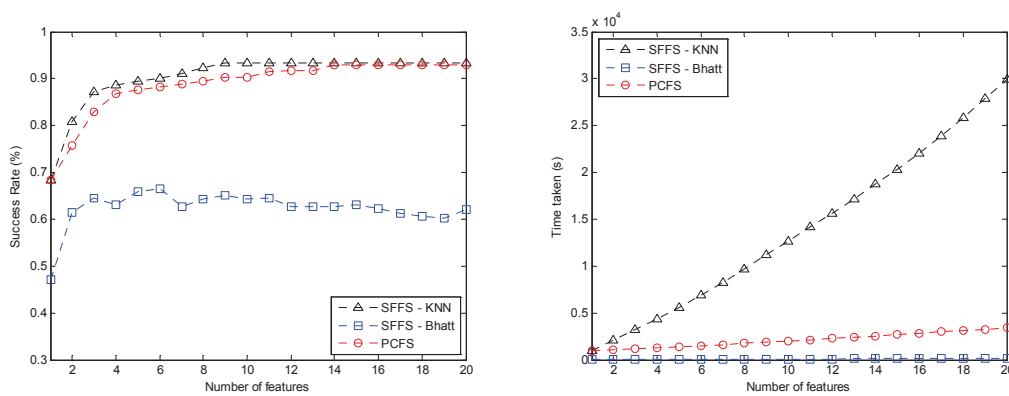 1
0.9
0.8
0.7
0.6
0.5
0.4
0.3
2 4 6 8 10 12 14 16 18 20
Success Rate (%)
Number of features
SFFS - KNN
SFFS - Bhatt
PCFS
x 10^4
3.5
3
2.5
2
1.5
1
0.5
0
2 4 6 8 10 12 14 16 18 20
Time taken (s)
Number of features
SFFS - KNN
SFFS - Bhatt
PCFS